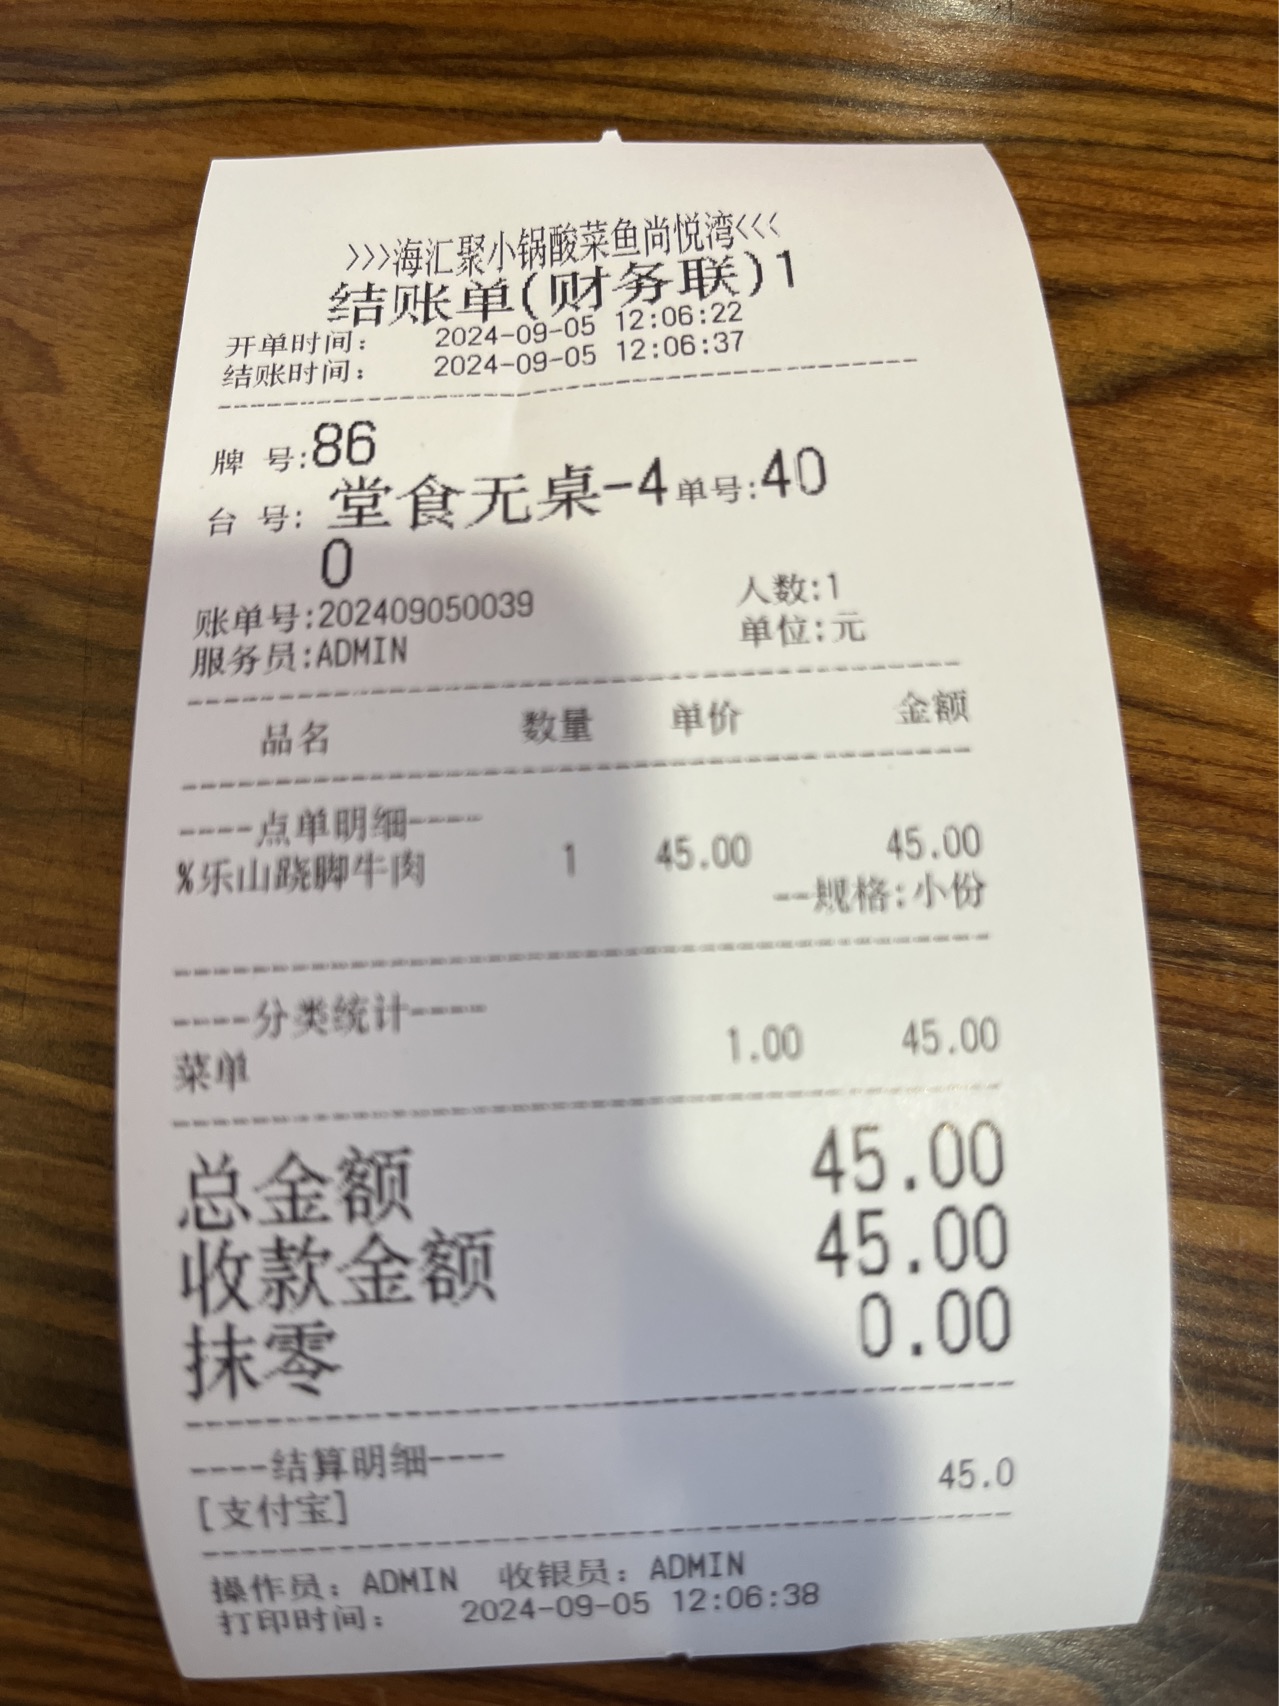 >>>海汇聚小锅酸菜鱼尚悦湾<<<
结账单(财务联)1
开单时间: 2024-09-05 12:06:22
结账时间: 2024-09-05 12:06:37
牌 号:86
台 号: 堂食无桌-4 单号:40
0
账单号:202409050039 人数:1
服务员:ADMIN 单位:元
品名 数量 单价 金额
----点单明细----
%乐山跷脚牛肉 1 45.00 45.00
--规格:小份
----分类统计----
菜单 1.00 45.00
总金额 45.00
收款金额 45.00
抹零 0.00
----结算明细----
[支付宝] 45.0
操作员: ADMIN 收银员: ADMIN
打印时间: 2024-09-05 12:06:38